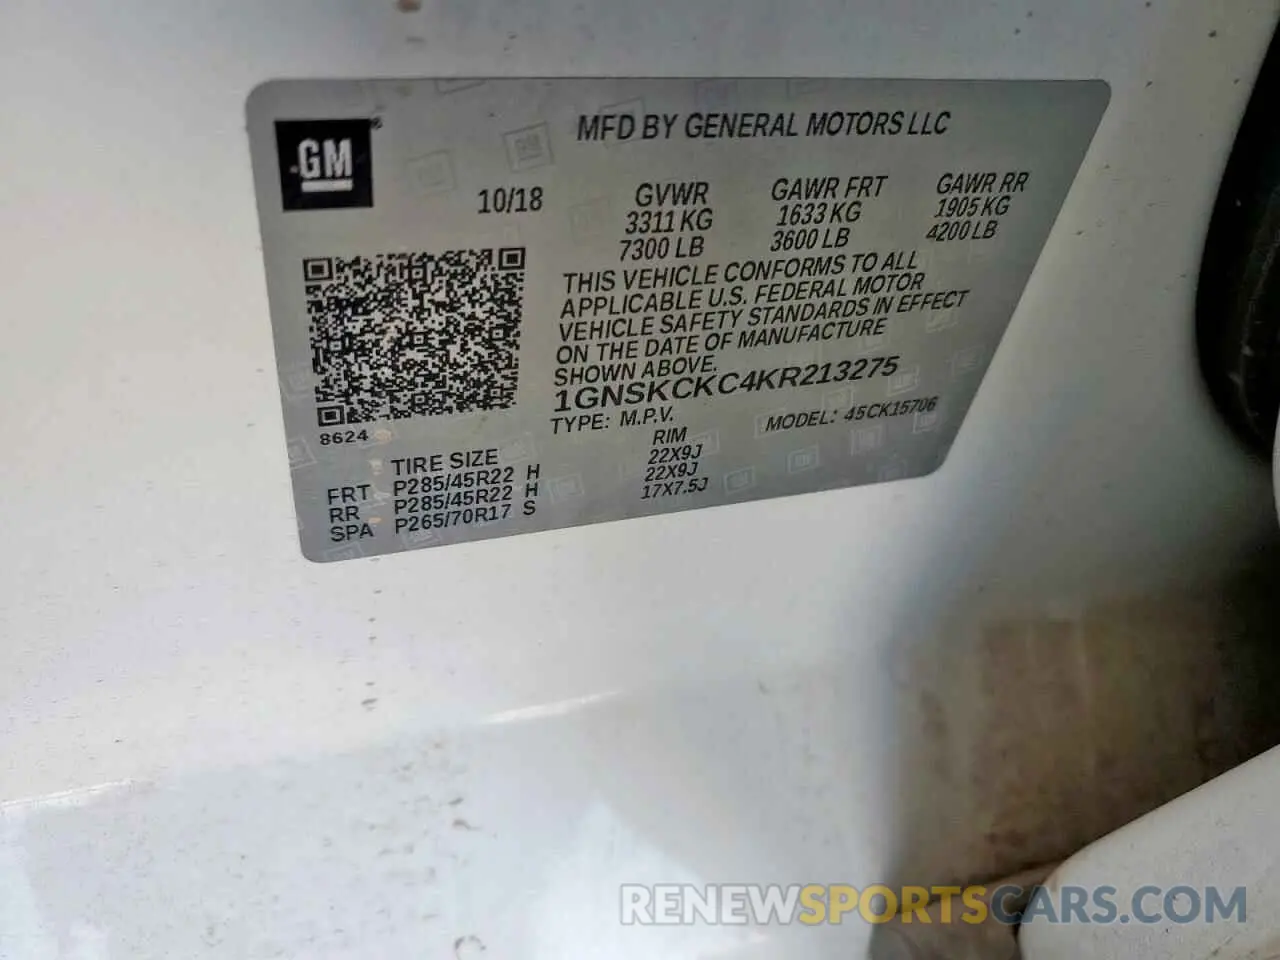 GM
MFD BY GENERAL MOTORS LLC
10/18
GVWR
3311 KG
7300 LB
GAWR FRT
1633 KG
3600 LB
GAWR RR
1905 KG
4200 LB
THIS VEHICLE CONFORMS TO ALL
APPLICABLE U.S. FEDERAL MOTOR
VEHICLE SAFETY STANDARDS IN EFFECT
ON THE DATE OF MANUFACTURE
SHOWN ABOVE.
1GNSKCKC4KR213275
TYPE: M.P.V. MODEL: 45CK15706
8624
TIRE SIZE RIM
FRT P285/45R22 H 22X9J
RR P285/45R22 H 22X9J
SPA P265/70R17 S 17X7.5J
RENEWSPORTSCARS.COM